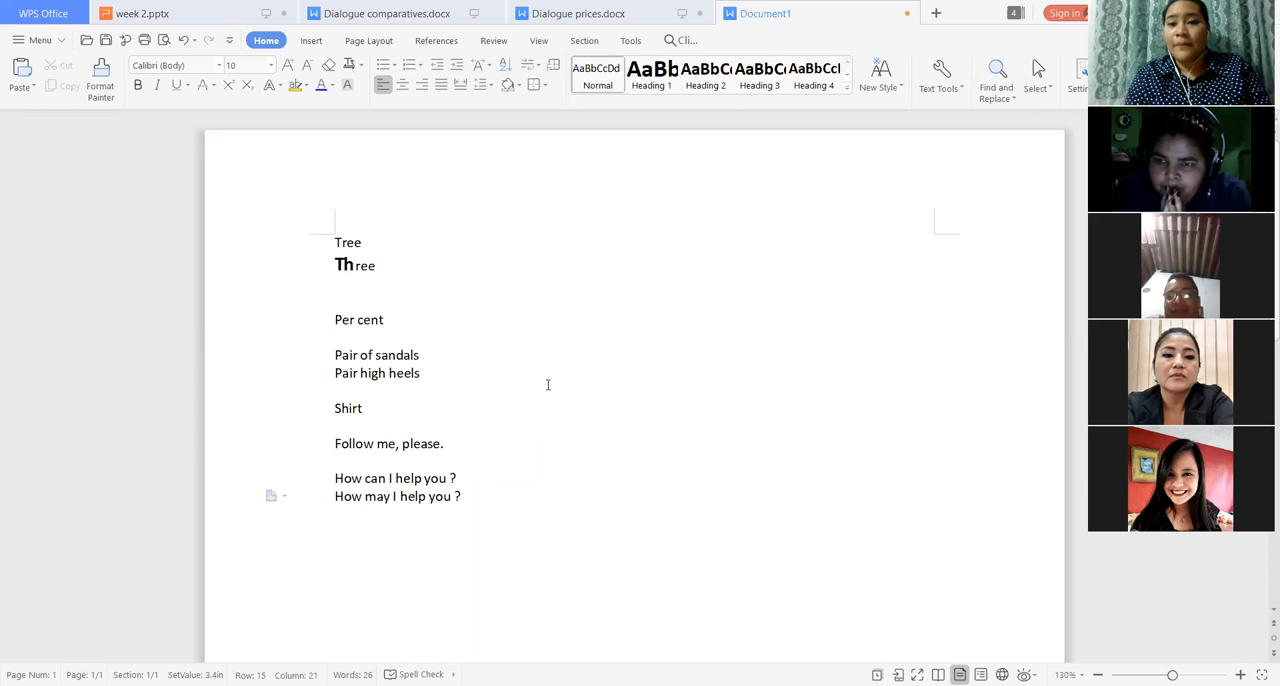 WPS Office
week 2.pptx
Dialogue comparatives.docx
Dialogue prices.docx
Document1
4
Sign in
Menu
Home
Insert
Page Layout
References
Review
View
Section
Tools
Cli...
Paste
Cut
Copy
Format Painter
Calibri (Body)
10
AaBbCcDd
Normal
AaBb
Heading 1
AaBbC
Heading 2
AaBbC
Heading 3
AaBbCcI
Heading 4
New Style
Text Tools
Find and Replace
Select
Tree
Three
Per cent
Pair of sandals
Pair high heels
Shirt
Follow me, please.
How can I help you ?
How may I help you ?
Page Num: 1
Page: 1/1
Section: 1/1
SetValue: 3.4in
Row: 15
Column: 21
Words: 26
Spell Check
130%